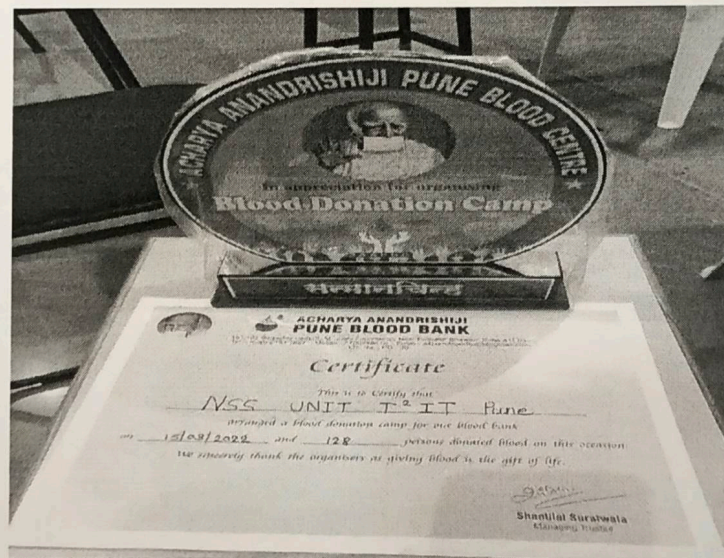 ★ ACHARYA ANANDRISHIJI PUNE BLOOD CENTRE ★
In appreciation for organising
Blood Donation Camp
सन्मानचिन्ह
ACHARYA ANANDRISHIJI
PUNE BLOOD BANK
Certificate
This is to Certify that
NSS UNIT I²IT Pune
arranged a blood donation camp for our blood bank
on 15/08/2022 and 128 persons donated blood on this occasion.
We sincerely thank the organisers as giving blood is the gift of life.
Shantilal Suratwala
Managing Trustee